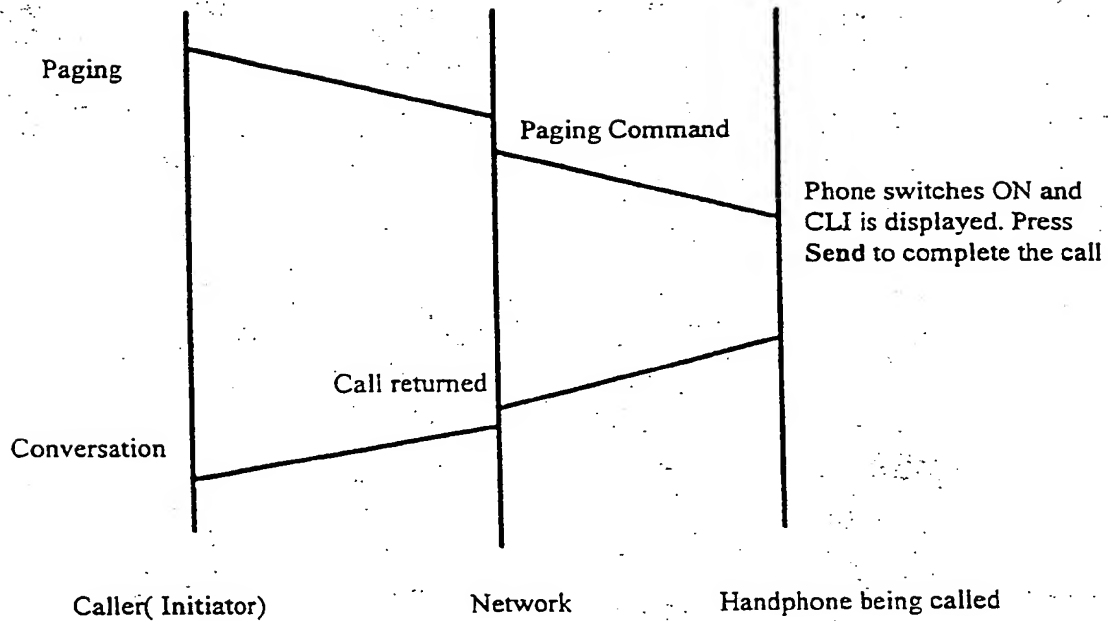 Paging
Paging Command
Phone switches ON and
CLI is displayed. Press
Send to complete the call
Call returned
Conversation
Caller( Initiator)
Network
Handphone being called